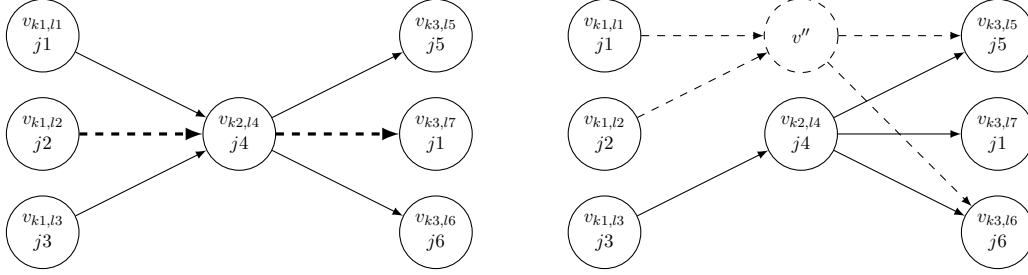 v_{k1,l1}
j1
v_{k1,l2}
j2
v_{k1,l3}
j3
v_{k2,l4}
j4
v_{k3,l5}
j5
v_{k3,l7}
j1
v_{k3,l6}
j6
v_{k1,l1}
j1
v_{k1,l2}
j2
v_{k1,l3}
j3
v''
v_{k2,l4}
j4
v_{k3,l5}
j5
v_{k3,l7}
j1
v_{k3,l6}
j6